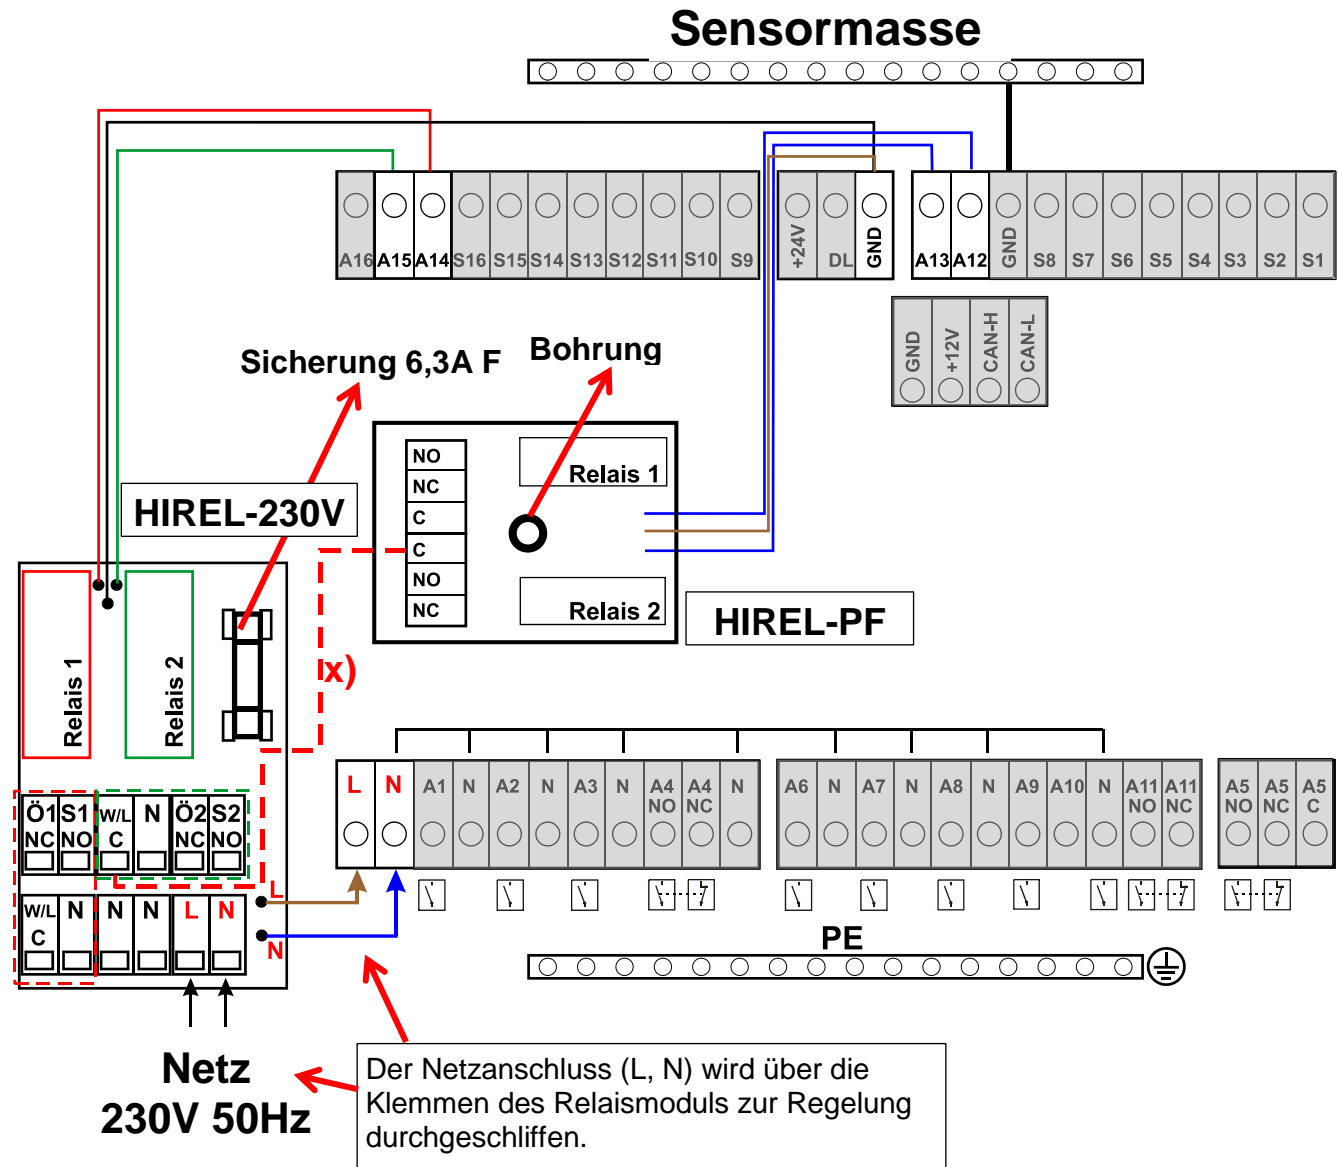 Sensormasse
A16 A15 A14 S16 S15 S14 S13 S12 S11 S10 S9
+24V DL GND
A13 A12 GND S8 S7 S6 S5 S4 S3 S2 S1
GND +12V CAN-H CAN-L
Sicherung 6,3A F
Bohrung
HIREL-230V
NO
NC
C
C
NO
NC
Relais 1
Relais 2
HIREL-PF
Relais 1
Relais 2
x)
L N A1 N A2 N A3 N A4 A4 N
NO NC
A6 N A7 N A8 N A9 A10 N A11 A11
NO NC
A5 A5 A5
NO NC C
Ö1 S1 W/L N Ö2 S2
NC NO C NC NO
L
W/L N N N L N
C
N
PE
Netz
230V 50Hz
Der Netzanschluss (L, N) wird über die
Klemmen des Relaismoduls zur Regelung
durchgeschliffen.